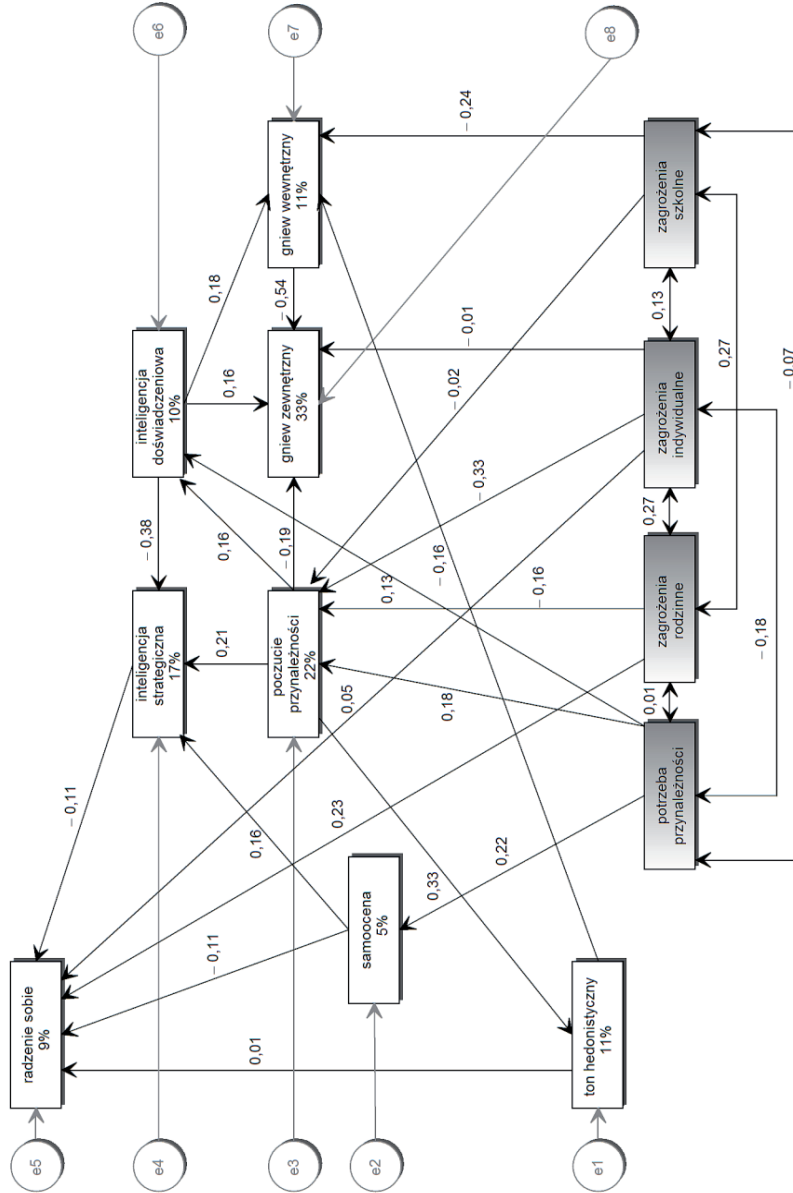 e5
e4
e3
e2
e1
radzenie sobie
9%
inteligencja
strategiczna
17%
inteligencja
doświadczeniowa
10%
e6
poczucie
przynależności
22%
gniew zewnętrzny
33%
gniew wewnętrzny
11%
e7
samoocena
5%
e8
ton hedonistyczny
11%
potrzeba
przynależności
zagrożenia
rodzinne
zagrożenia
indywidualne
zagrożenia
szkolne
– 0,11
– 0,38
0,21
0,16
0,16
0,18
– 0,19
– 0,54
0,16
– 0,11
0,01
0,23
0,05
0,33
0,22
0,18
0,13
– 0,16
– 0,16
– 0,33
– 0,02
– 0,01
– 0,24
0,01
0,27
0,13
0,27
– 0,18
– 0,07